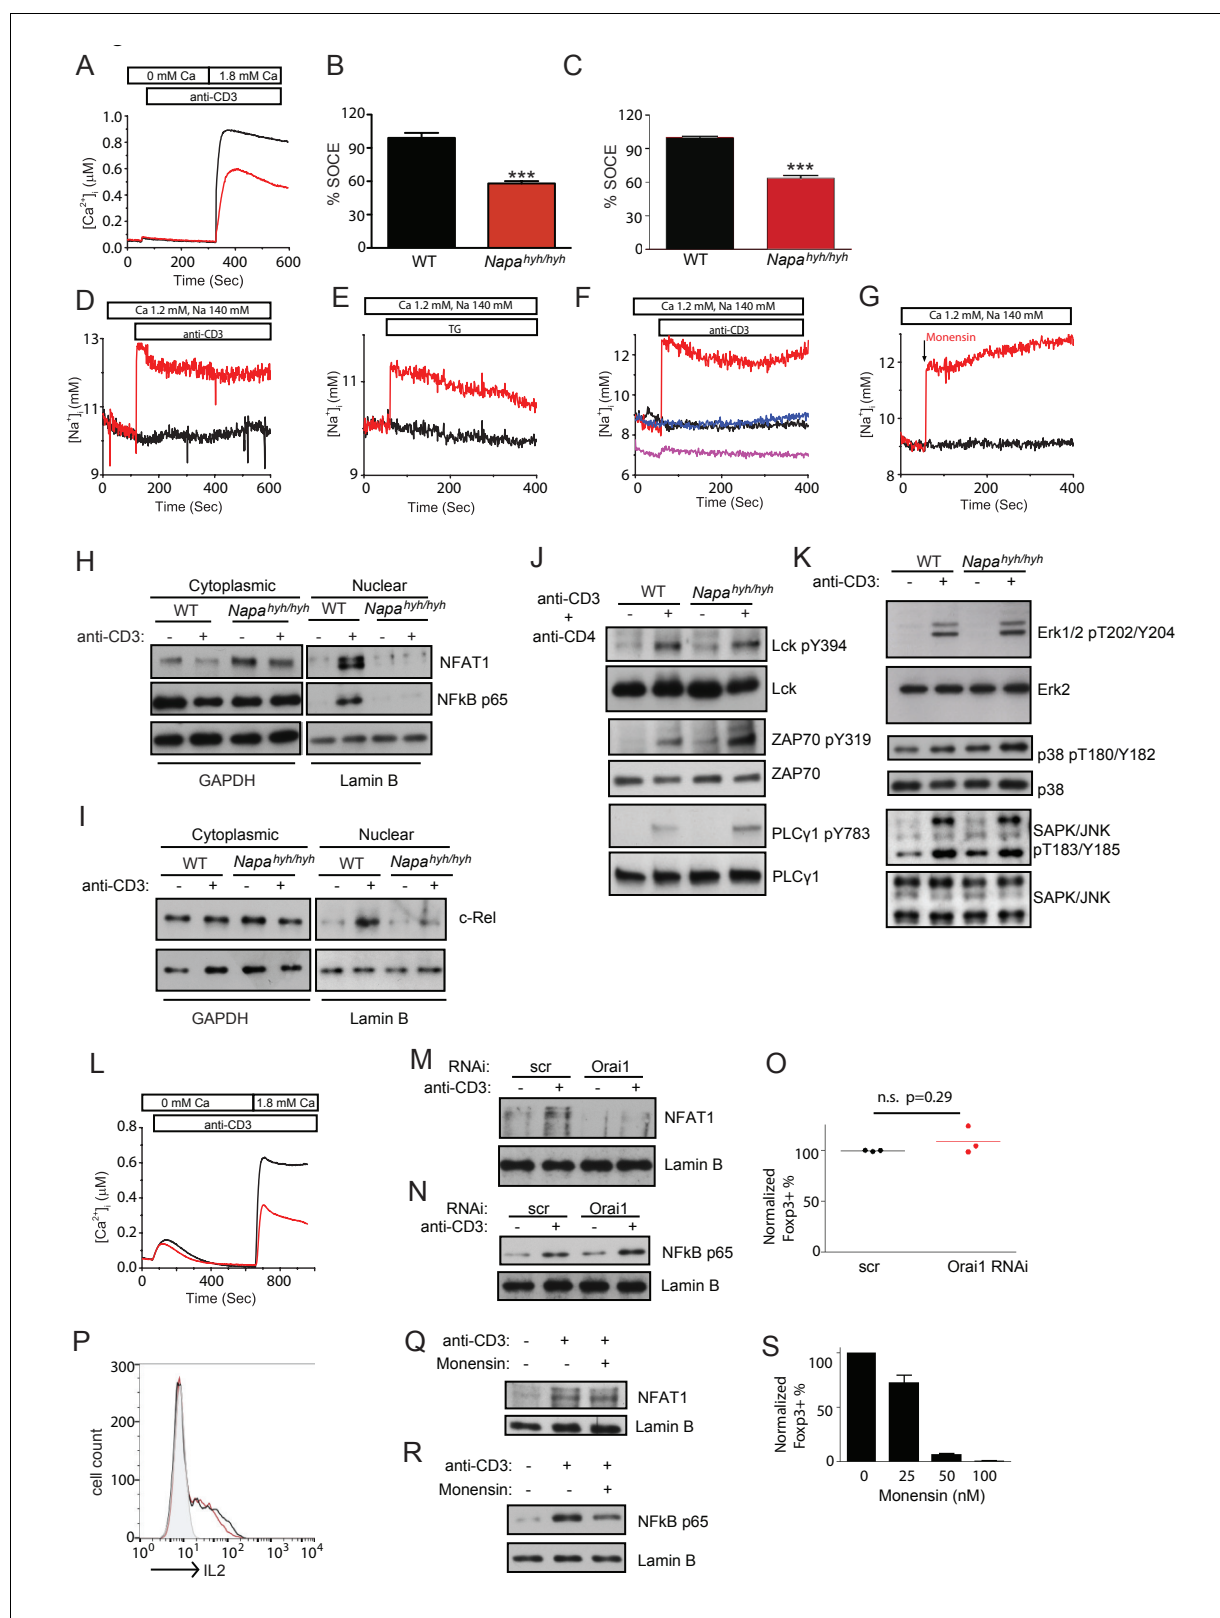 A
0 mM Ca
1.8 mM Ca
anti-CD3
1.0
0.8
0.6
0.4
0.2
0.0
[Ca2+]i (μM)
0
200
400
600
Time (Sec)
B
120
90
60
30
0
% SOCE
***
WT
Napa hyh/hyh
C
120
90
60
30
0
% SOCE
***
WT
Napa hyh/hyh
D
Ca 1.2 mM, Na 140 mM
anti-CD3
13
12
11
10
9
[Na+]i (mM)
0
200
400
600
Time (Sec)
E
Ca 1.2 mM, Na 140 mM
TG
11
10
9
[Na+]i (mM)
0
200
400
Time (Sec)
F
Ca 1.2 mM, Na 140 mM
anti-CD3
12
10
8
6
[Na+]i (mM)
0
200
400
Time (Sec)
G
Ca 1.2 mM, Na 140 mM
Monensin
13
12
11
10
9
8
[Na+]i (mM)
0
200
400
Time (Sec)
H
Cytoplasmic
Nuclear
WT
Napa hyh/hyh
WT
Napa hyh/hyh
anti-CD3:
- + - + - + - +
NFAT1
NFkB p65
GAPDH
Lamin B
I
Cytoplasmic
Nuclear
WT
Napa hyh/hyh
WT
Napa hyh/hyh
anti-CD3:
- + - + - + - +
c-Rel
GAPDH
Lamin B
J
anti-CD3
+
anti-CD4
WT
Napa hyh/hyh
- + - +
Lck pY394
Lck
ZAP70 pY319
ZAP70
PLCγ1 pY783
PLCγ1
K
WT
Napa hyh/hyh
anti-CD3:
- + - +
Erk1/2 pT202/Y204
Erk2
p38 pT180/Y182
p38
SAPK/JNK
pT183/Y185
SAPK/JNK
L
0 mM Ca
1.8 mM Ca
anti-CD3
0.8
0.6
0.4
0.2
0.0
[Ca2+]i (μM)
0
400
800
Time (Sec)
M
RNAi:
scr
Orai1
anti-CD3:
- + - +
NFAT1
Lamin B
N
RNAi:
scr
Orai1
anti-CD3:
- + - +
NFkB p65
Lamin B
O
n.s. p=0.29
100
50
0
Normalized
Foxp3+ %
scr
Orai1 RNAi
P
300
200
100
0
cell count
10^0
10^1
10^2
10^3
10^4
IL2
Q
anti-CD3: - + +
Monensin: - - +
NFAT1
Lamin B
R
anti-CD3: - + +
Monensin: - - +
NFkB p65
Lamin B
S
100
50
0
Normalized
Foxp3+ %
0
25
50
100
Monensin (nM)